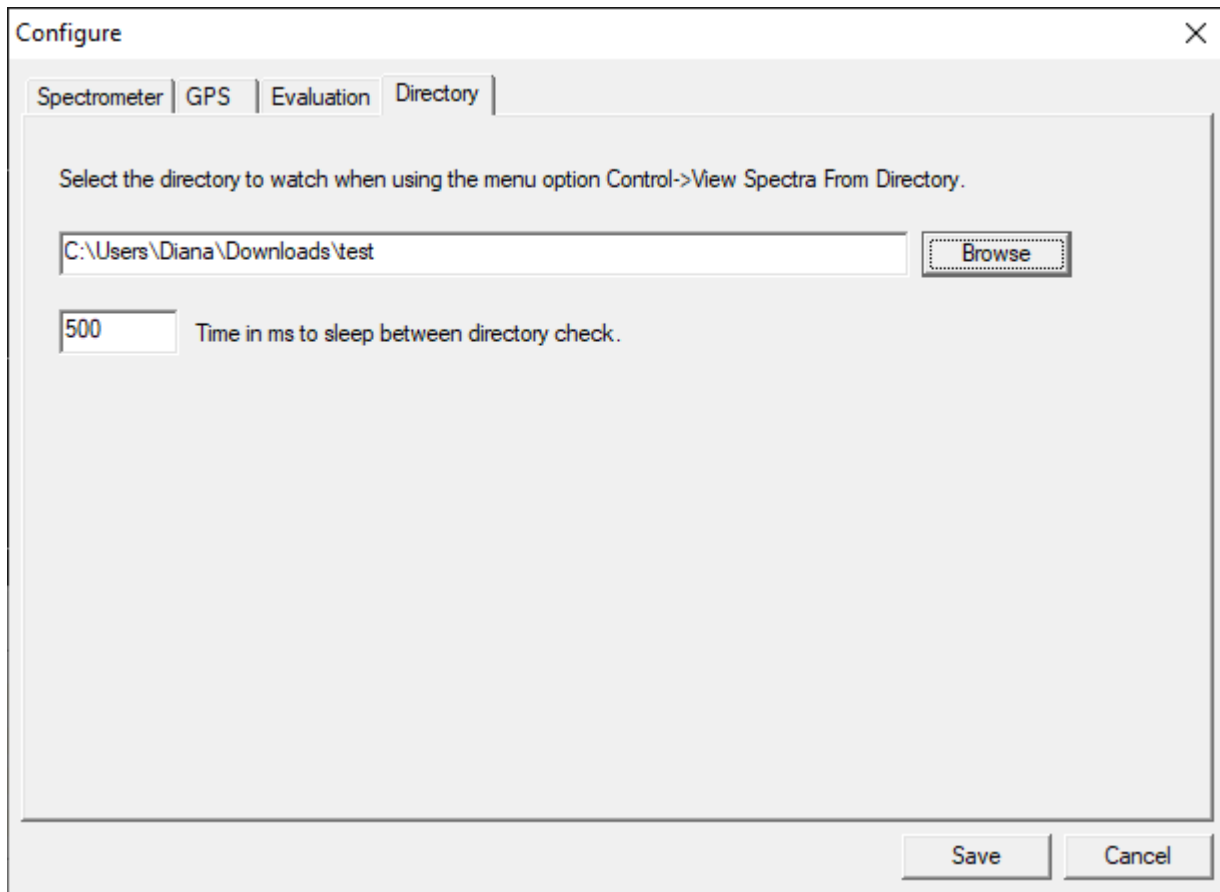 Configure
Spectrometer GPS Evaluation Directory
Select the directory to watch when using the menu option Control->View Spectra From Directory.
C:\Users\Diana\Downloads\test Browse
500 Time in ms to sleep between directory check.
Save Cancel